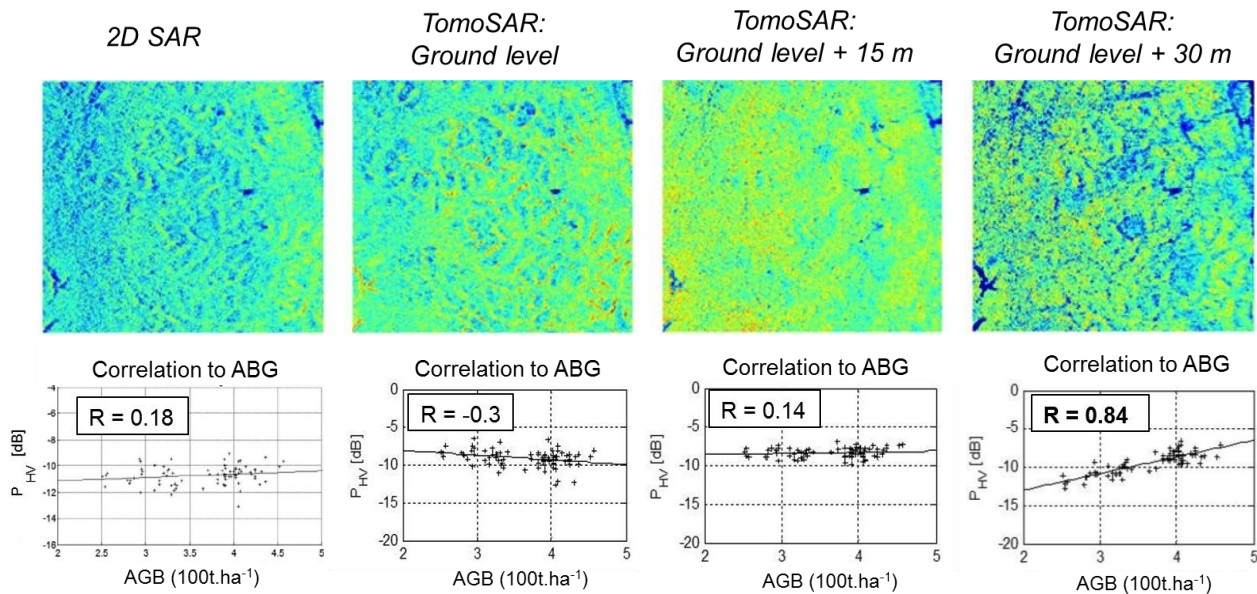 2D SAR
TomoSAR:
Ground level
TomoSAR:
Ground level + 15 m
TomoSAR:
Ground level + 30 m
Correlation to ABG
R = 0.18
P_HV [dB]
-4
-6
-8
-10
-12
-14
-16
2 2.5 3 3.5 4 4.5 5
AGB (100t.ha⁻¹)
Correlation to ABG
R = -0.3
P_HV [dB]
0
-5
-10
-15
-20
2 3 4 5
AGB (100t.ha⁻¹)
Correlation to ABG
R = 0.14
P_HV [dB]
0
-5
-10
-15
-20
2 3 4 5
AGB (100t.ha⁻¹)
Correlation to ABG
R = 0.84
P_HV [dB]
0
-5
-10
-15
-20
2 3 4 5
AGB (100t.ha⁻¹)